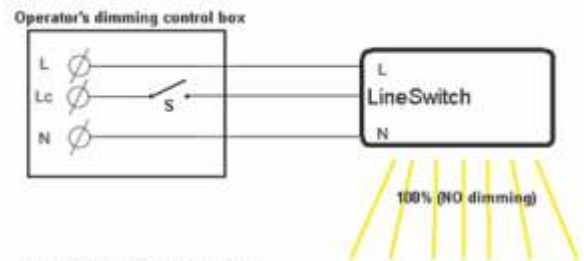 Operator's dimming control box
L
L
Lc
S
LineSwitch
N
N
100% (NO dimming)